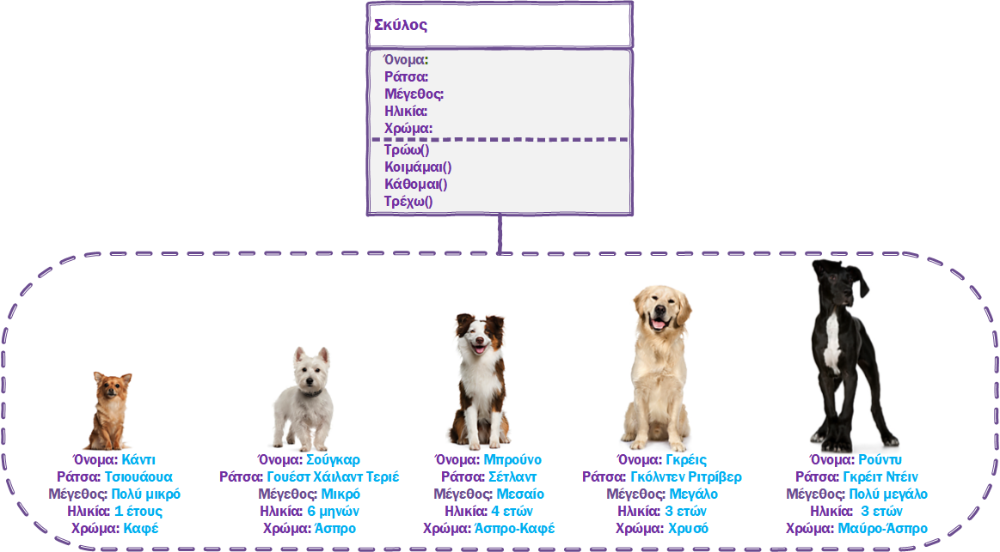 Σκύλος
Όνομα:
Ράτσα:
Μέγεθος:
Ηλικία:
Χρώμα:
Τρώω()
Κοιμάμαι()
Κάθομαι()
Τρέχω()
Όνομα: Κάντι
Ράτσα: Τσιουάουα
Μέγεθος: Πολύ μικρό
Ηλικία: 1 έτους
Χρώμα: Καφέ
Όνομα: Σούγκαρ
Ράτσα: Γουέστ Χάιλαντ Τεριέ
Μέγεθος: Μικρό
Ηλικία: 6 μηνών
Χρώμα: Άσπρο
Όνομα: Μπρούνο
Ράτσα: Σέτλαντ
Μέγεθος: Μεσαίο
Ηλικία: 4 ετών
Χρώμα: Άσπρο-Καφέ
Όνομα: Γκρέις
Ράτσα: Γκόλντεν Ριτρίβερ
Μέγεθος: Μεγάλο
Ηλικία: 3 ετών
Χρώμα: Χρυσό
Όνομα: Ρούντυ
Ράτσα: Γκρέιτ Ντέιν
Μέγεθος: Πολύ μεγάλο
Ηλικία: 3 ετών
Χρώμα: Μαύρο-Άσπρο